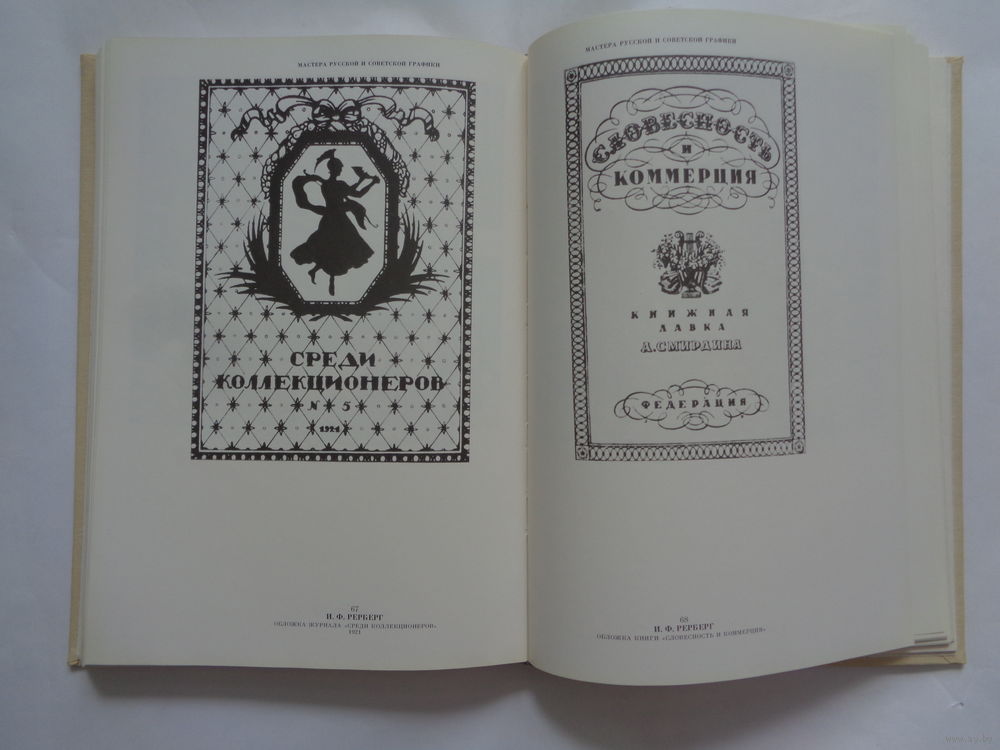 МАСТЕРА РУССКОЙ И СОВЕТСКОЙ ГРАФИКИ
СРЕДИ
КОЛЛЕКЦИОНЕРОВ
№ 5
1921
67
И. Ф. РЕРБЕРГ
ОБЛОЖКА ЖУРНАЛА «СРЕДИ КОЛЛЕКЦИОНЕРОВ»
1921
МАСТЕРА РУССКОЙ И СОВЕТСКОЙ ГРАФИКИ
СЛОВЕСНОСТЬ
И
КОММЕРЦИЯ
КНИЖНАЯ
ЛАВКА
А. СМИРДИНА
ФЕДЕРАЦИЯ
68
И. Ф. РЕРБЕРГ
ОБЛОЖКА КНИГИ «СЛОВЕСНОСТЬ И КОММЕРЦИЯ»